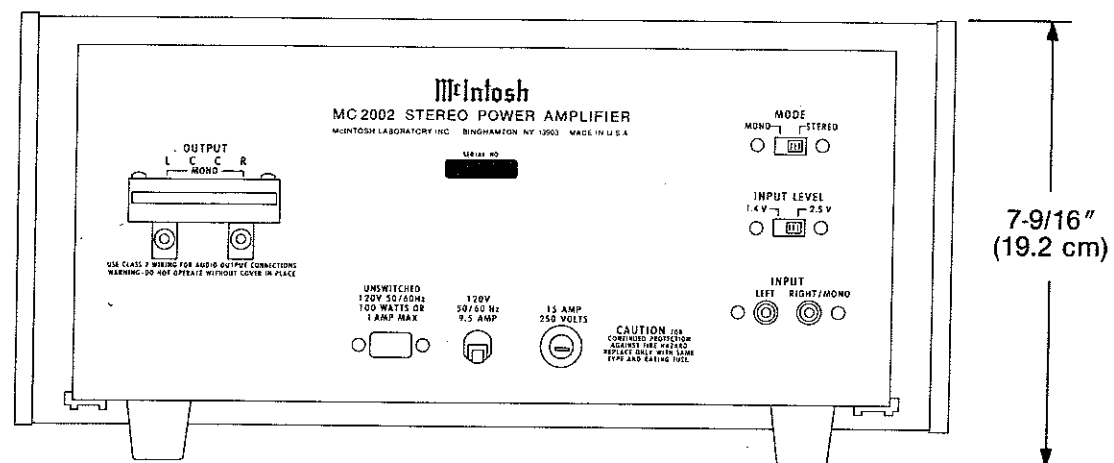 McIntosh
MC2002 STEREO POWER AMPLIFIER
McINTOSH LABORATORY INC BINGHAMTON NY 13903 MADE IN U.S.A
SERIAL NO
OUTPUT
L C C R
MONO
USE CLASS 2 WIRING FOR AUDIO OUTPUT CONNECTIONS
WARNING-DO NOT OPERATE WITHOUT COVER IN PLACE
MODE
MONO STEREO
INPUT LEVEL
1.4 V 2.5 V
INPUT
LEFT RIGHT/MONO
UNSWITCHED
120V 50/60Hz
100 WATTS OR
1 AMP MAX
120V
50/60 Hz
9.5 AMP
15 AMP
250 VOLTS
CAUTION FOR
CONTINUED PROTECTION
AGAINST FIRE HAZARD
REPLACE ONLY WITH SAME
TYPE AND RATING FUSE.
7-9/16"
(19.2 cm)